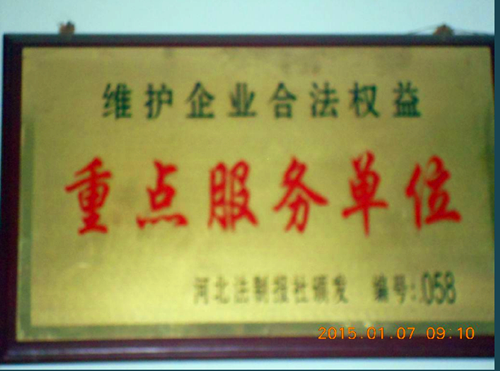 维护企业合法权益
重点服务单位
河北法制报社颁发 编号:058
2015.01.07 09.10